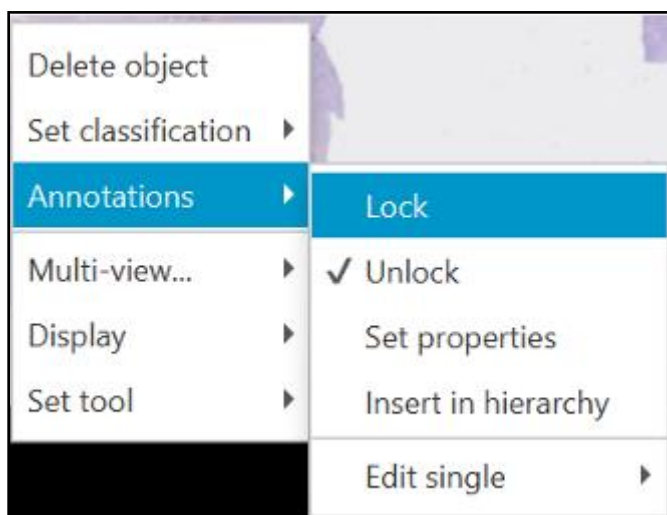 Delete object
Set classification
Annotations
Lock
Multi-view...
Unlock
Display
Set properties
Set tool
Insert in hierarchy
Edit single